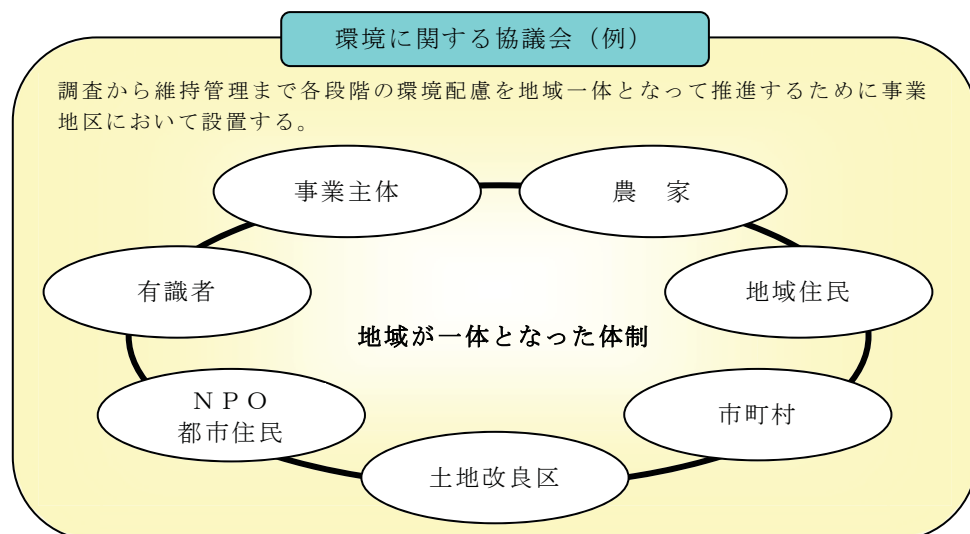 環境に関する協議会（例）
調査から維持管理まで各段階の環境配慮を地域一体となって推進するために事業
地区において設置する。
事業主体
農　家
有識者
地域住民
地域が一体となった体制
ＮＰＯ
都市住民
市町村
土地改良区